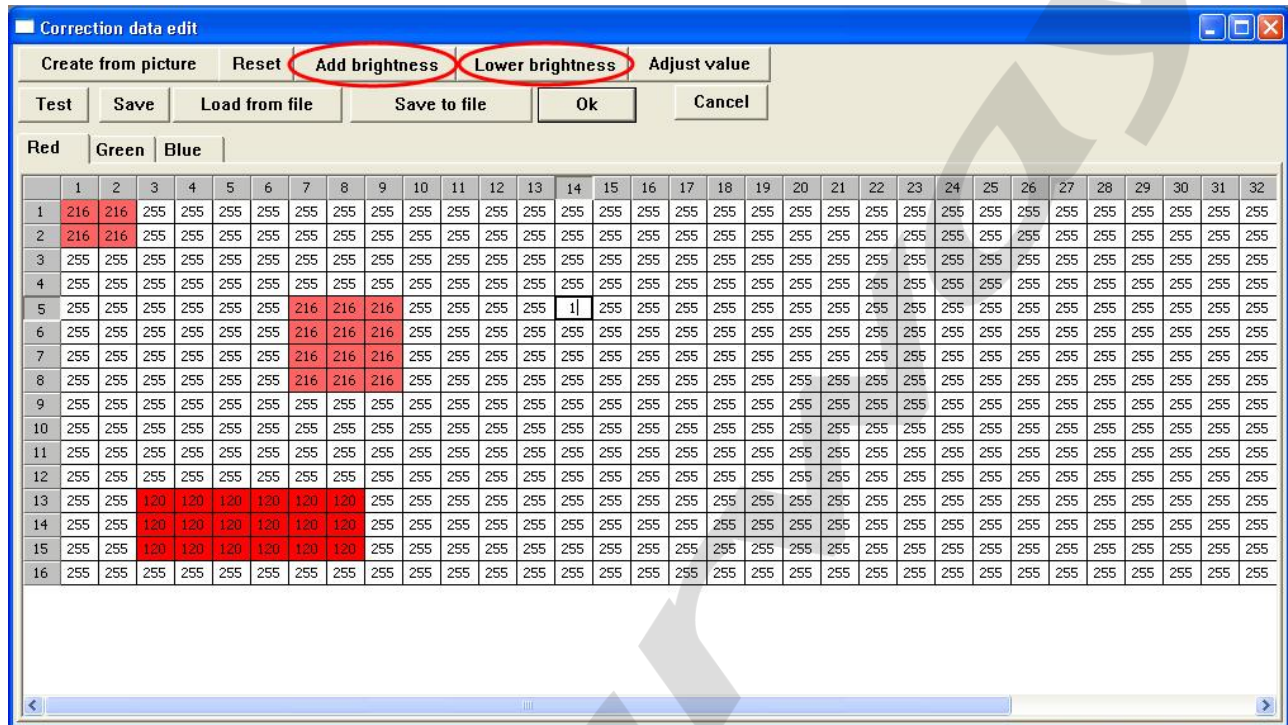 Correction data edit
Create from picture Reset Add brightness Lower brightness Adjust value
Test Save Load from file Save to file Ok Cancel
Red Green Blue
1 2 3 4 5 6 7 8 9 10 11 12 13 14 15 16 17 18 19 20 21 22 23 24 25 26 27 28 29 30 31 32
1 216 216 255 255 255 255 255 255 255 255 255 255 255 255 255 255 255 255 255 255 255 255 255 255 255 255 255 255 255 255 255 255
2 216 216 255 255 255 255 255 255 255 255 255 255 255 255 255 255 255 255 255 255 255 255 255 255 255 255 255 255 255 255 255 255
3 255 255 255 255 255 255 255 255 255 255 255 255 255 255 255 255 255 255 255 255 255 255 255 255 255 255 255 255 255 255 255 255
4 255 255 255 255 255 255 255 255 255 255 255 255 255 255 255 255 255 255 255 255 255 255 255 255 255 255 255 255 255 255 255 255
5 255 255 255 255 255 255 216 216 216 255 255 255 255 1 255 255 255 255 255 255 255 255 255 255 255 255 255 255 255 255 255 255
6 255 255 255 255 255 255 216 216 216 255 255 255 255 255 255 255 255 255 255 255 255 255 255 255 255 255 255 255 255 255 255 255
7 255 255 255 255 255 255 216 216 216 255 255 255 255 255 255 255 255 255 255 255 255 255 255 255 255 255 255 255 255 255 255 255
8 255 255 255 255 255 255 216 216 216 255 255 255 255 255 255 255 255 255 255 255 255 255 255 255 255 255 255 255 255 255 255 255
9 255 255 255 255 255 255 255 255 255 255 255 255 255 255 255 255 255 255 255 255 255 255 255 255 255 255 255 255 255 255 255 255
10 255 255 255 255 255 255 255 255 255 255 255 255 255 255 255 255 255 255 255 255 255 255 255 255 255 255 255 255 255 255 255 255
11 255 255 255 255 255 255 255 255 255 255 255 255 255 255 255 255 255 255 255 255 255 255 255 255 255 255 255 255 255 255 255 255
12 255 255 255 255 255 255 255 255 255 255 255 255 255 255 255 255 255 255 255 255 255 255 255 255 255 255 255 255 255 255 255 255
13 255 255 120 120 120 120 120 120 255 255 255 255 255 255 255 255 255 255 255 255 255 255 255 255 255 255 255 255 255 255 255 255
14 255 255 120 120 120 120 120 120 255 255 255 255 255 255 255 255 255 255 255 255 255 255 255 255 255 255 255 255 255 255 255 255
15 255 255 120 120 120 120 120 120 255 255 255 255 255 255 255 255 255 255 255 255 255 255 255 255 255 255 255 255 255 255 255 255
16 255 255 255 255 255 255 255 255 255 255 255 255 255 255 255 255 255 255 255 255 255 255 255 255 255 255 255 255 255 255 255 255